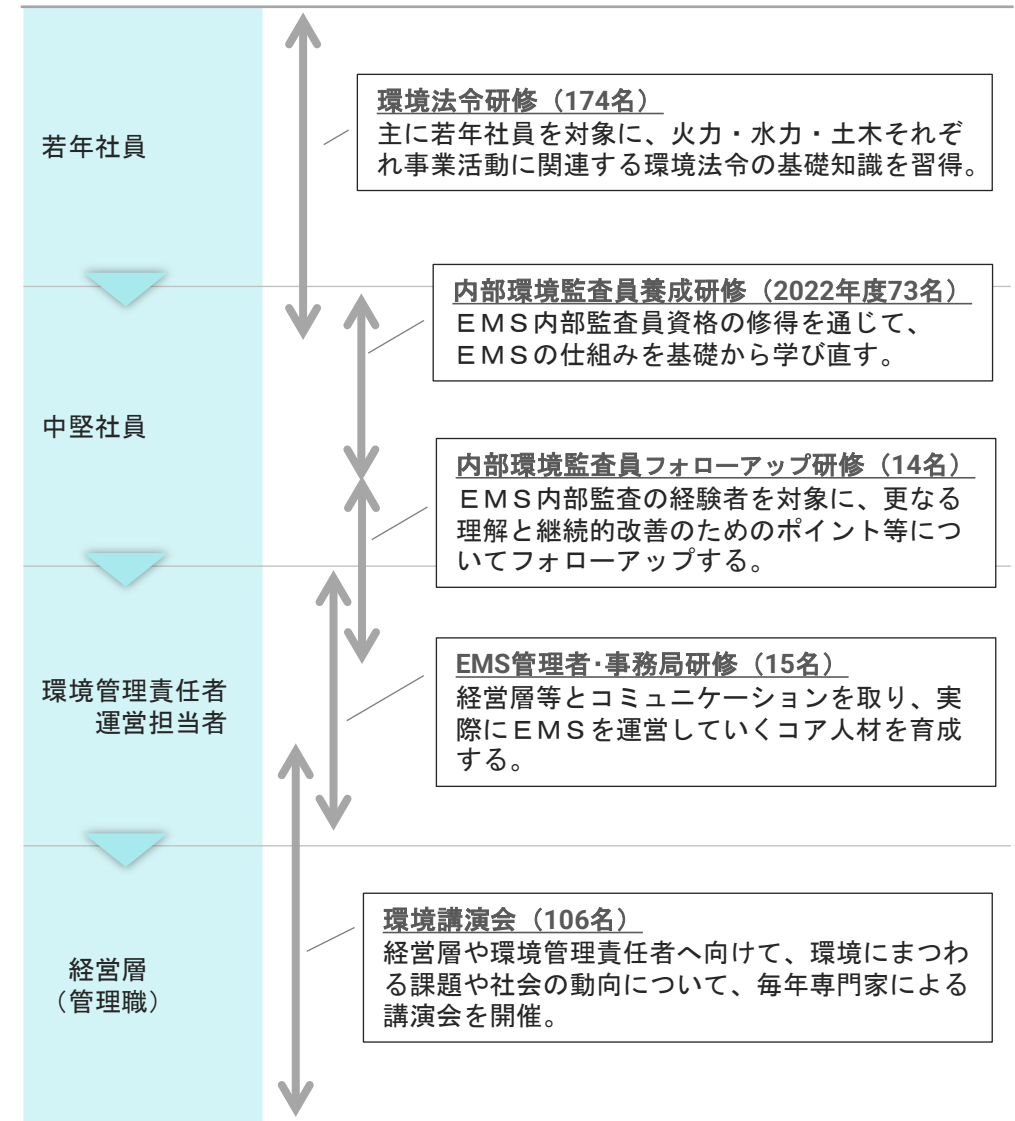 若年社員
環境法令研修（174名）
主に若年社員を対象に、火力・水力・土木それぞ
れ事業活動に関連する環境法令の基礎知識を習得。
内部環境監査員養成研修（2022年度73名）
ＥＭＳ内部監査員資格の修得を通じて、
ＥＭＳの仕組みを基礎から学び直す。
中堅社員
内部環境監査員フォローアップ研修（14名）
ＥＭＳ内部監査の経験者を対象に、更なる
理解と継続的改善のためのポイント等につ
いてフォローアップする。
環境管理責任者
運営担当者
EMS管理者･事務局研修（15名）
経営層等とコミュニケーションを取り、実
際にＥＭＳを運営していくコア人材を育成
する。
経営層
（管理職）
環境講演会（106名）
経営層や環境管理責任者へ向けて、環境にまつわ
る課題や社会の動向について、毎年専門家による
講演会を開催。